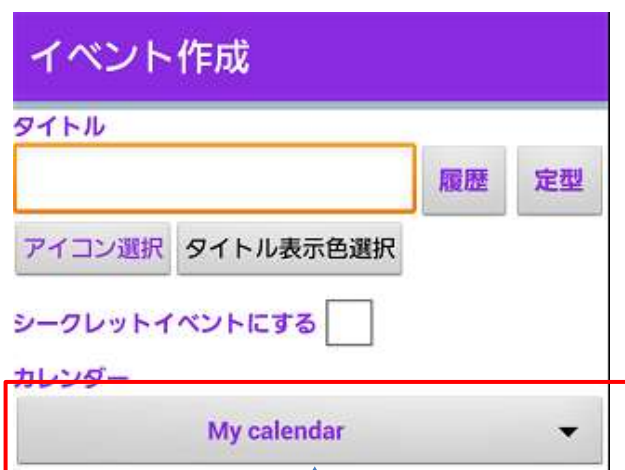 イベント作成
タイトル
履歴 定型
アイコン選択 タイトル表示色選択
シークレットイベントにする
カレンダー
My calendar